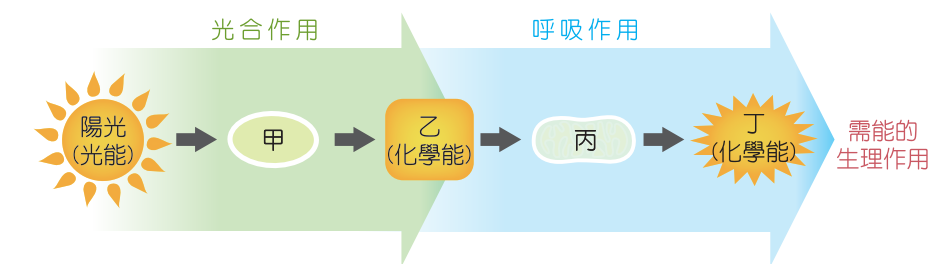 光合作用
呼吸作用
陽光
(光能)
甲
乙
(化學能)
丙
丁
(化學能)
需能的
生理作用